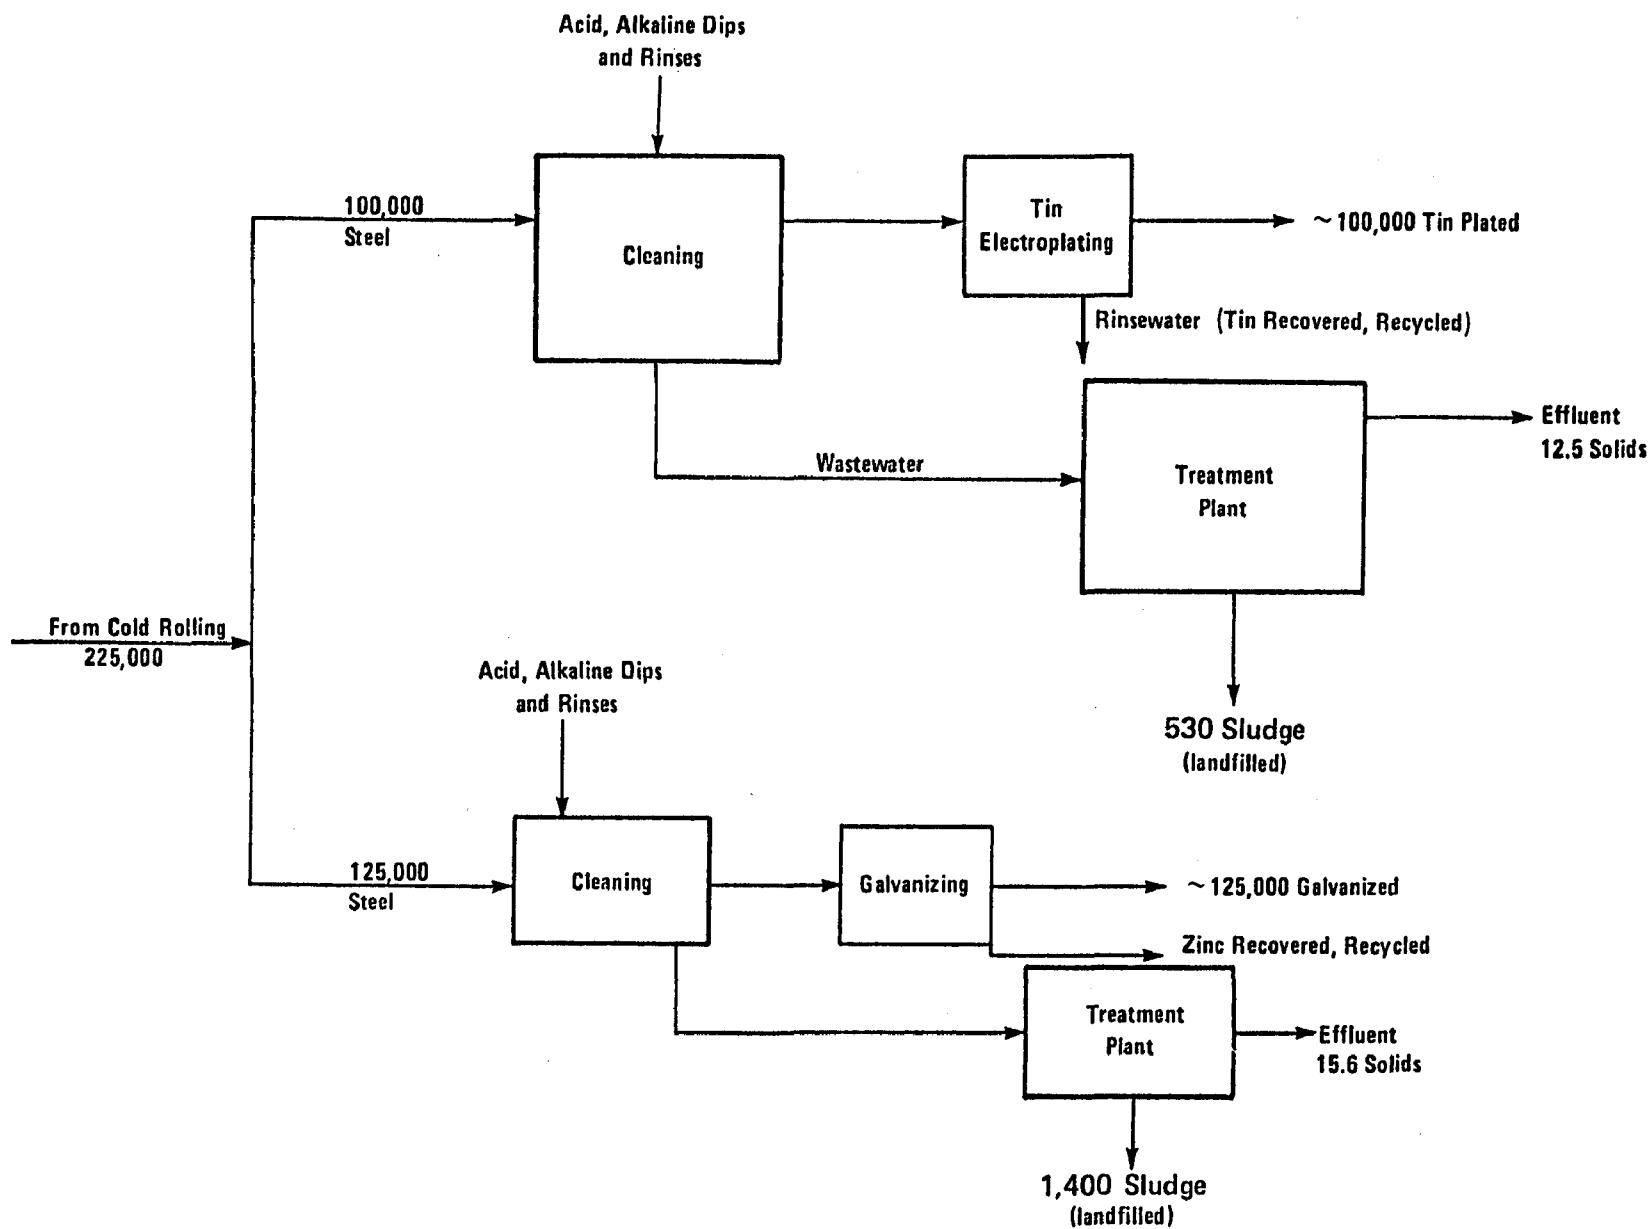 Acid, Alkaline Dips
and Rinses
100,000
Steel
Cleaning
Tin
Electroplating
~100,000 Tin Plated
Rinsewater (Tin Recovered, Recycled)
Effluent
12.5 Solids
Wastewater
Treatment
Plant
From Cold Rolling
225,000
530 Sludge
(landfilled)
Acid, Alkaline Dips
and Rinses
125,000
Steel
Cleaning
Galvanizing
~125,000 Galvanized
Zinc Recovered, Recycled
Treatment
Plant
Effluent
15.6 Solids
1,400 Sludge
(landfilled)